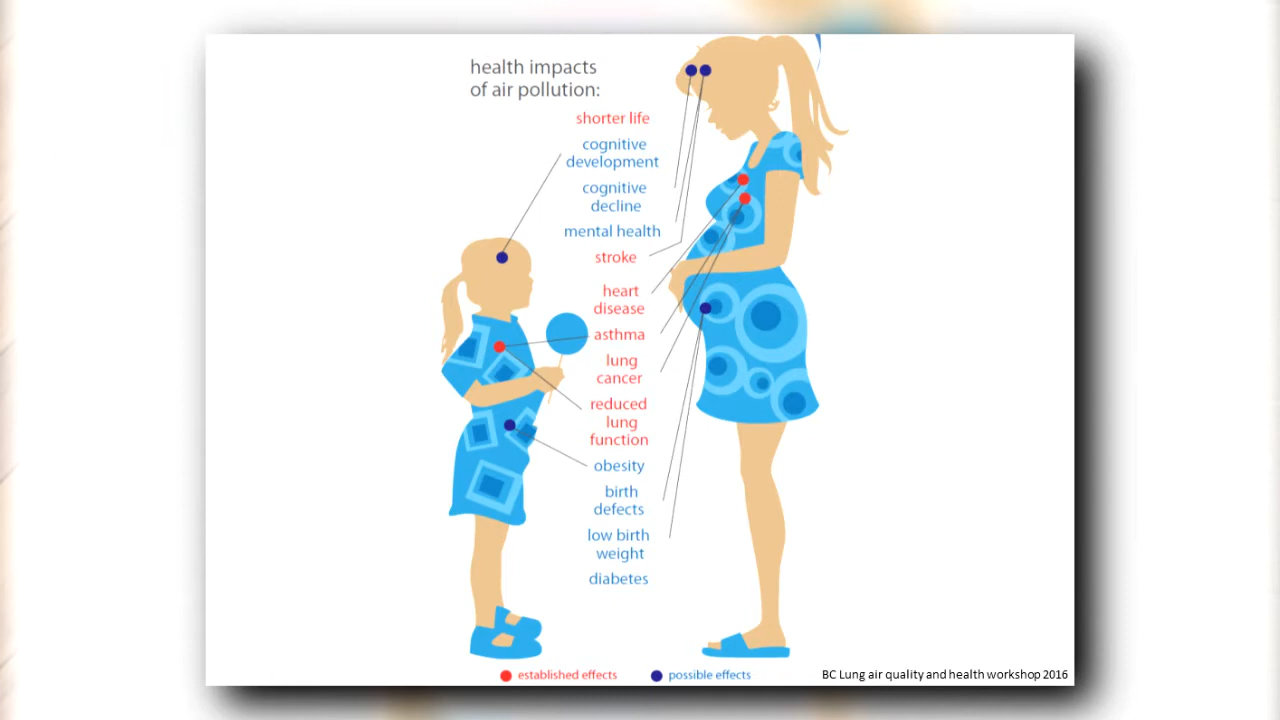 health impacts
of air pollution:
shorter life
cognitive
development
cognitive
decline
mental health
stroke
heart
disease
asthma
lung
cancer
reduced
lung
function
obesity
birth
defects
low birth
weight
diabetes
established effects
possible effects
BC Lung air quality and health workshop 2016